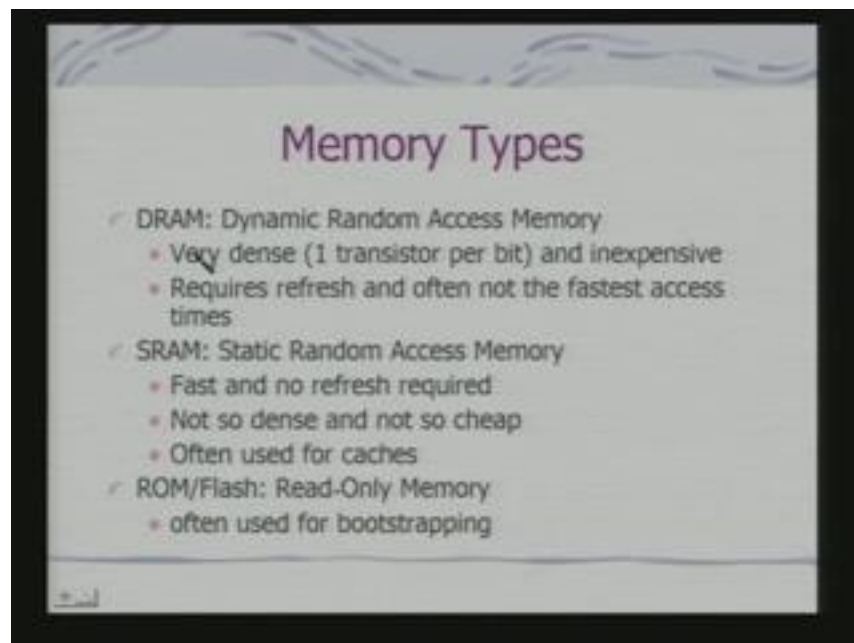 Memory Types
DRAM: Dynamic Random Access Memory
Very dense (1 transistor per bit) and inexpensive
Requires refresh and often not the fastest access
times
SRAM: Static Random Access Memory
Fast and no refresh required
Not so dense and not so cheap
Often used for caches
ROM/Flash: Read-Only Memory
often used for bootstrapping